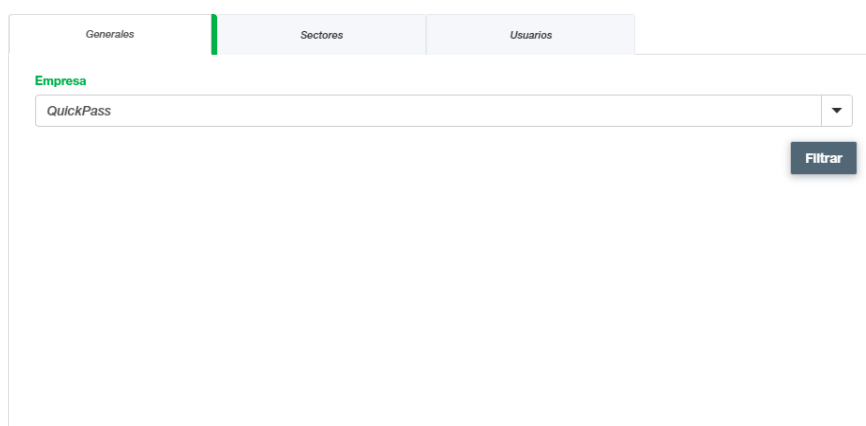 Generales
Sectores
Usuarios
Empresa
QuickPass
Filtrar